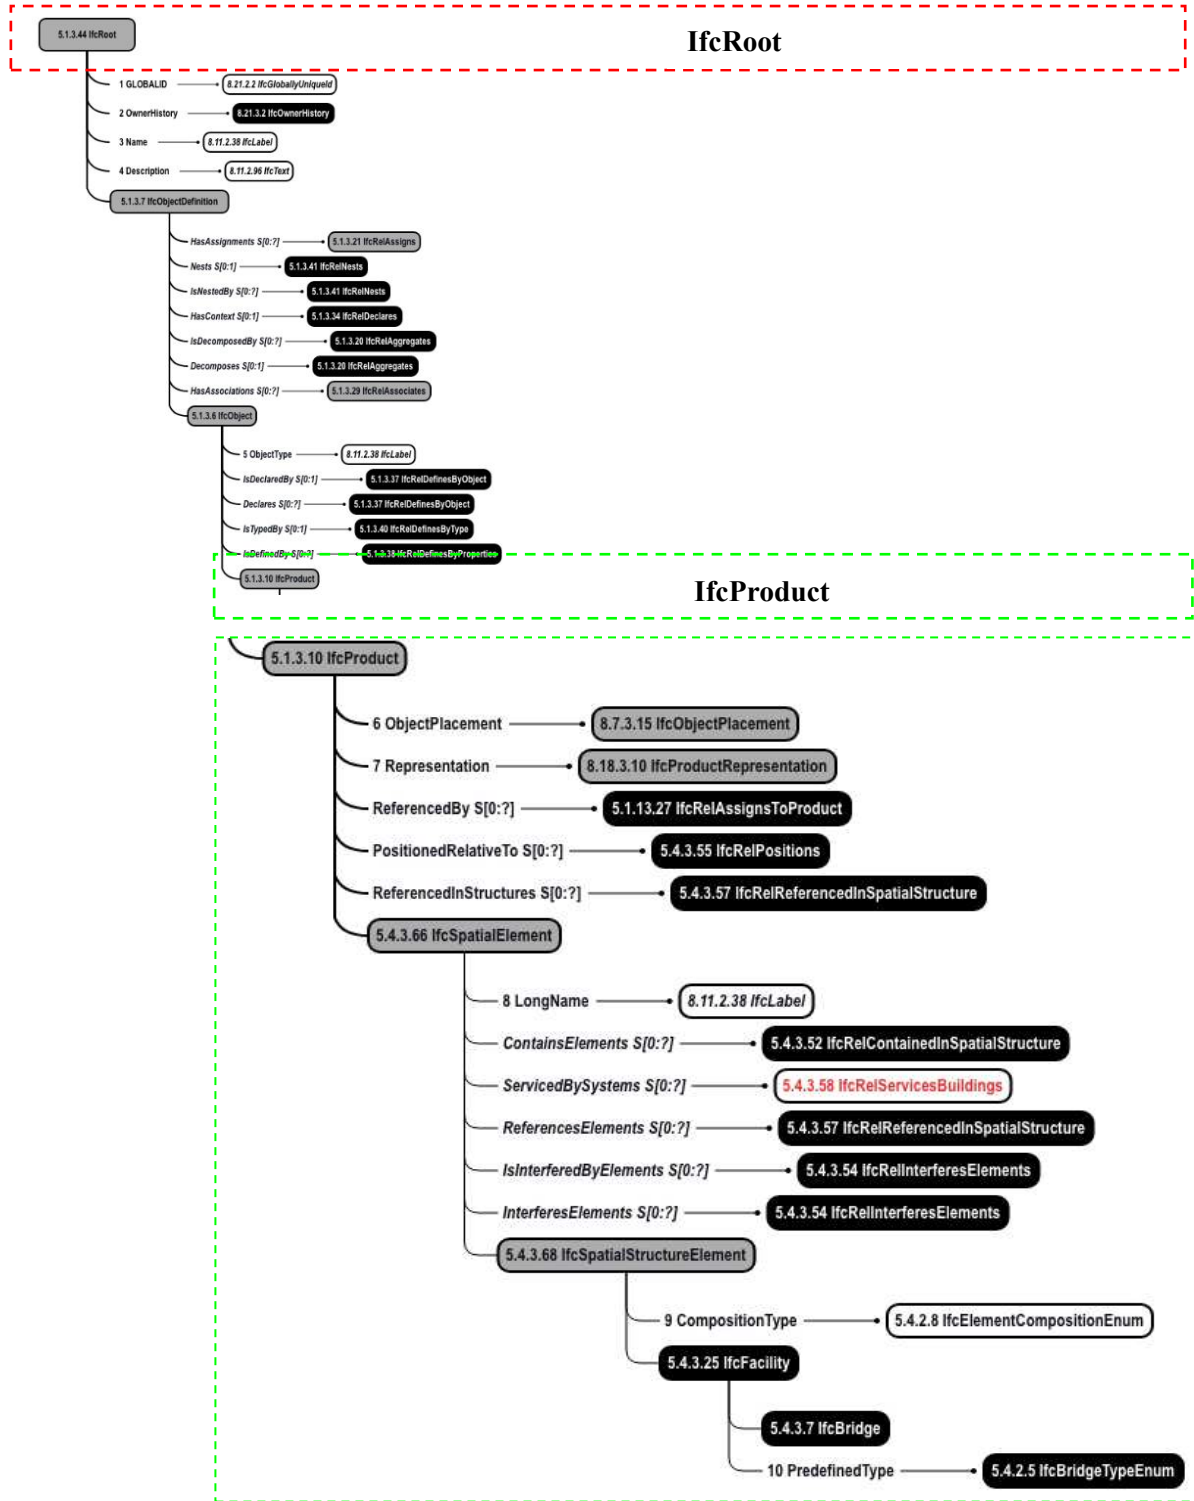 5.1.3.44 IfcRoot
IfcRoot
1 GLOBALID
8.21.2.2 IfcGloballyUniqueId
2 OwnerHistory
8.21.3.2 IfcOwnerHistory
3 Name
8.11.2.38 IfcLabel
4 Description
8.11.2.96 IfcText
5.1.3.7 IfcObjectDefinition
HasAssignments S[0:?]
5.1.3.21 IfcRelAssigns
Nests S[0:1]
5.1.3.41 IfcRelNests
IsNestedBy S[0:?]
5.1.3.41 IfcRelNests
HasContext S[0:1]
5.1.3.34 IfcRelDeclares
IsDecomposedBy S[0:?]
5.1.3.20 IfcRelAggregates
Decomposes S[0:1]
5.1.3.20 IfcRelAggregates
HasAssociations S[0:?]
5.1.3.29 IfcRelAssociates
5.1.3.6 IfcObject
5 ObjectType
8.11.2.38 IfcLabel
IsDeclaredBy S[0:1]
5.1.3.37 IfcRelDefinesByObject
Declares S[0:?]
5.1.3.37 IfcRelDefinesByObject
IsTypedBy S[0:1]
5.1.3.40 IfcRelDefinesByType
IsDefinedBy S[0:?]
5.1.3.38 IfcRelDefinesByProperties
5.1.3.10 IfcProduct
IfcProduct
5.1.3.10 IfcProduct
6 ObjectPlacement
8.7.3.15 IfcObjectPlacement
7 Representation
8.18.3.10 IfcProductRepresentation
ReferencedBy S[0:?]
5.1.13.27 IfcRelAssignsToProduct
PositionedRelativeTo S[0:?]
5.4.3.55 IfcRelPositions
ReferencedInStructures S[0:?]
5.4.3.57 IfcRelReferencedInSpatialStructure
5.4.3.66 IfcSpatialElement
8 LongName
8.11.2.38 IfcLabel
ContainsElements S[0:?]
5.4.3.52 IfcRelContainedInSpatialStructure
ServicedBySystems S[0:?]
5.4.3.58 IfcRelServicesBuildings
ReferencesElements S[0:?]
5.4.3.57 IfcRelReferencedInSpatialStructure
IsInterferedByElements S[0:?]
5.4.3.54 IfcRelInterferesElements
InterferesElements S[0:?]
5.4.3.54 IfcRelInterferesElements
5.4.3.68 IfcSpatialStructureElement
9 CompositionType
5.4.2.8 IfcElementCompositionEnum
5.4.3.25 IfcFacility
5.4.3.7 IfcBridge
10 PredefinedType
5.4.2.5 IfcBridgeTypeEnum